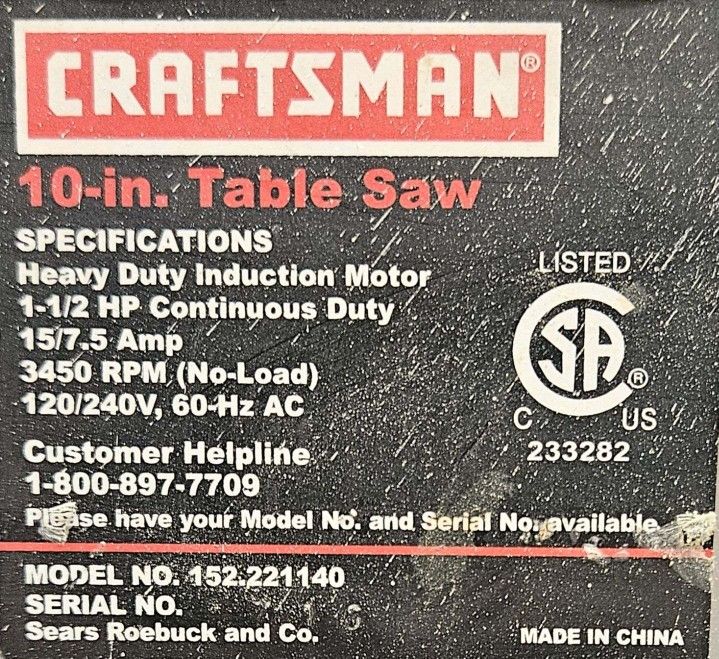 CRAFTSMAN®
10-in. Table Saw
SPECIFICATIONS
Heavy Duty Induction Motor
1-1/2 HP Continuous Duty
15/7.5 Amp
3450 RPM (No-Load)
120/240V, 60-Hz AC
LISTED
SA ®
C US
233282
Customer Helpline
1-800-897-7709
Please have your Model No. and Serial No. available.
MODEL NO. 152.221140
SERIAL NO.
Sears Roebuck and Co.
MADE IN CHINA